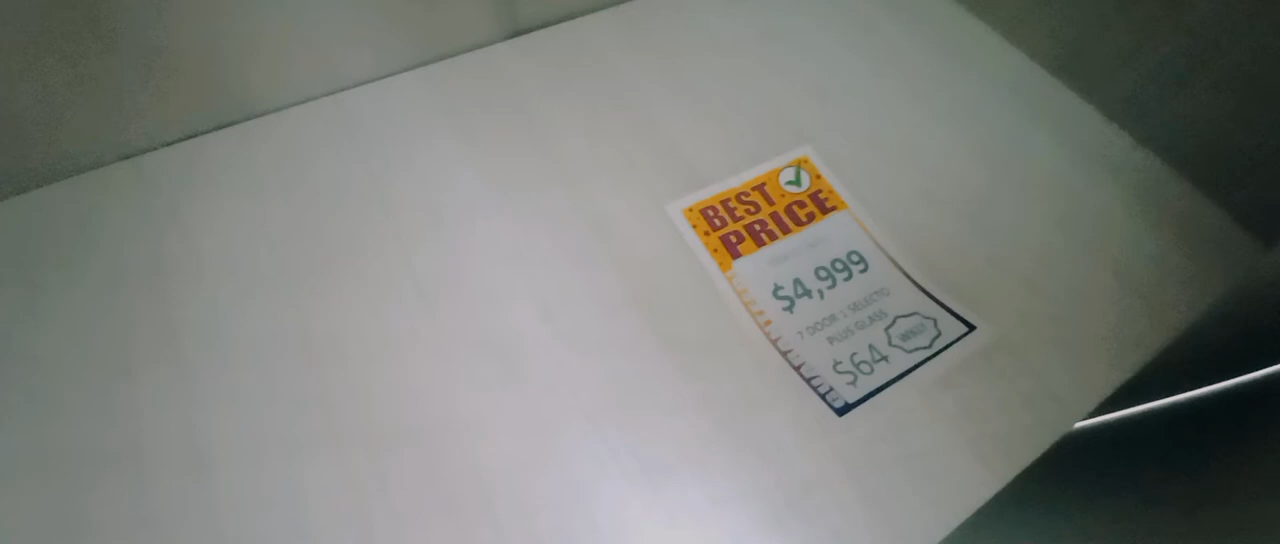 BEST
PRICE
$4,999
7 DOOR 1 SELECTO
PLUS GLASS
$64